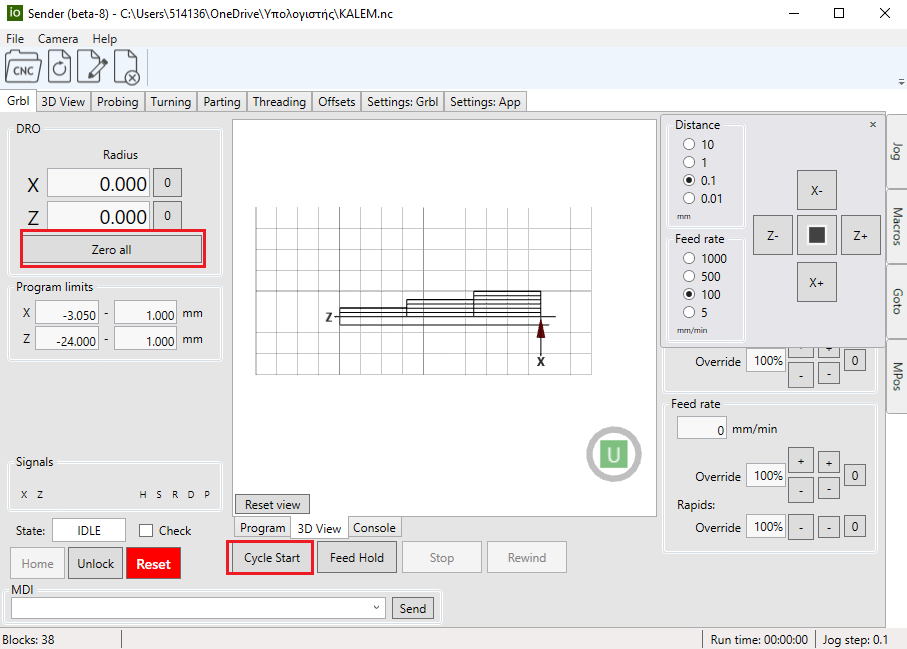 io Sender (beta-8) - C:\Users\514136\OneDrive\Υπολογιστής\KALEM.nc
File Camera Help
CNC
Grbl 3D View Probing Turning Parting Threading Offsets Settings: Grbl Settings: App
DRO
Radius
X 0.000 0
Z 0.000 0
Zero all
Program limits
X -3.050 - 1.000 mm
Z -24.000 - 1.000 mm
Signals
X Z H S R D P
State: IDLE Check
Home Unlock Reset
MDI
Send
Z
X
U
Reset view
Program 3D View Console
Cycle Start Feed Hold Stop Rewind
Distance ×
10
1
0.1
0.01
mm
Feed rate
1000
500
100
5
mm/min
X-
Z- Z+
X+
Jog
Macros
Goto
MPos
Override 100% - + - - 0
Feed rate
0 mm/min
Override 100% + + - - 0
Rapids:
Override 100% - - 0
Blocks: 38 Run time: 00:00:00 Jog step: 0.1